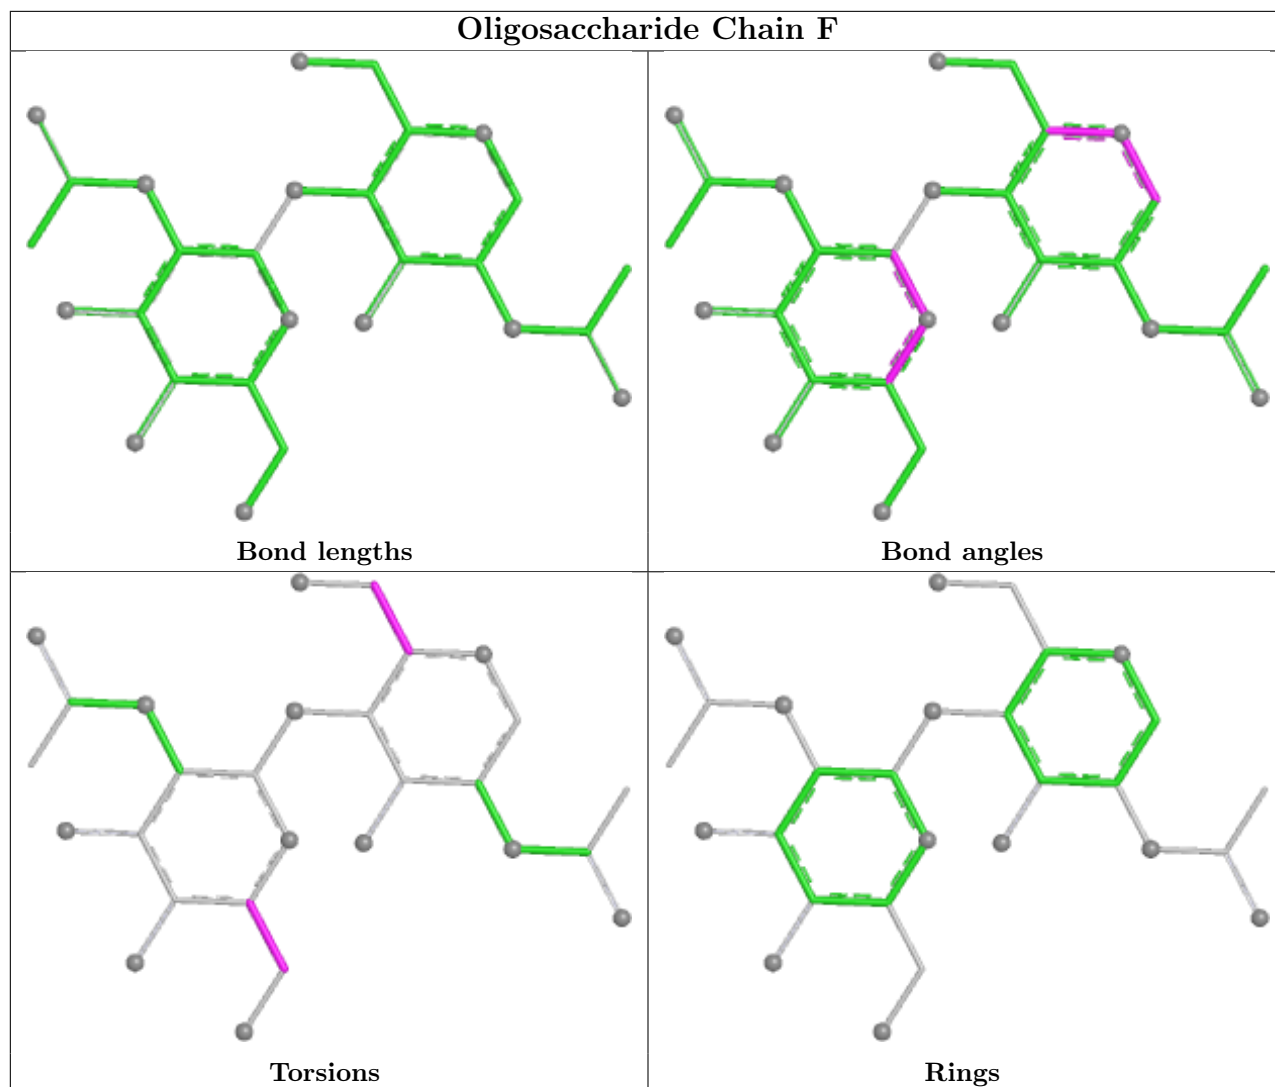 Oligosaccharide Chain F
Bond lengths
Bond angles
Torsions
Rings